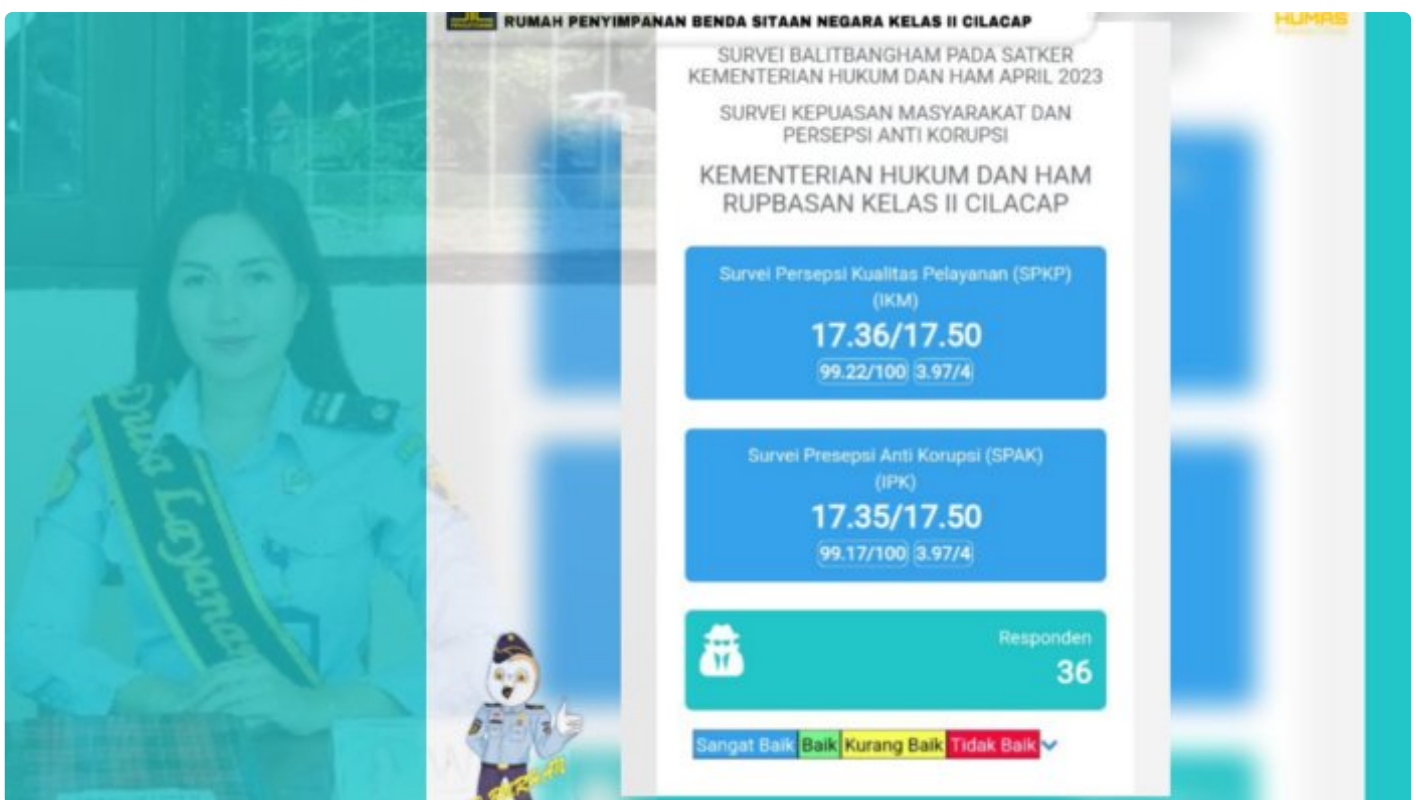 RUMAH PENYIMPANAN BENDA SITAAN NEGARA KELAS II CILACAP
HUMAS
SURVEI BALITBANGHAM PADA SATKER
KEMENTERIAN HUKUM DAN HAM APRIL 2023
SURVEI KEPUASAN MASYARAKAT DAN
PERSEPSI ANTI KORUPSI
KEMENTERIAN HUKUM DAN HAM
RUPBASAN KELAS II CILACAP
Survei Persepsi Kualitas Pelayanan (SPKP)
(IKM)
17.36/17.50
99.22/100 3.97/4
Survei Presepsi Anti Korupsi (SPAK)
(IPK)
17.35/17.50
99.17/100 3.97/4
Responden
36
Sangat Baik Baik Kurang Baik Tidak Baik
Duta Layanan